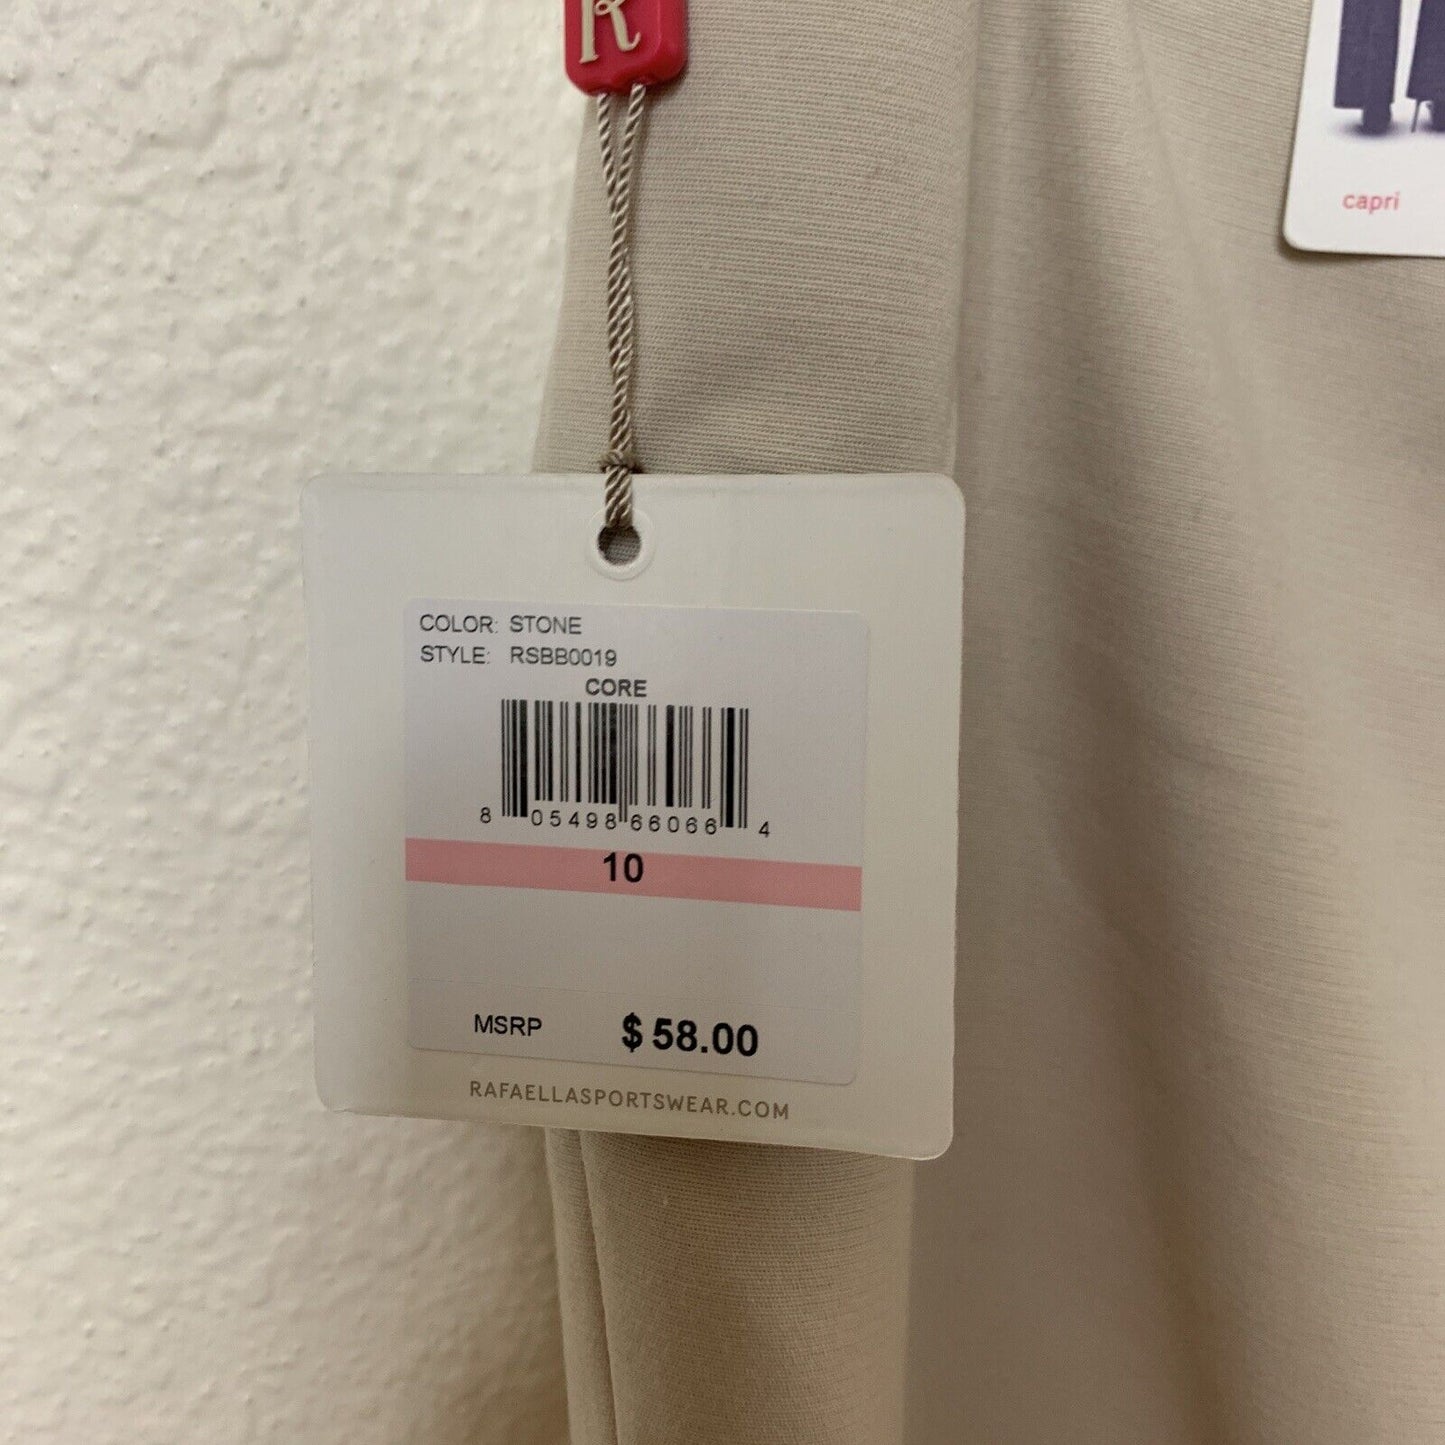 R
capri
COLOR: STONE
STYLE: RSBB0019
CORE
8 05498 66066 4
10
MSRP $ 58.00
RAFAELLASPORTSWEAR.COM